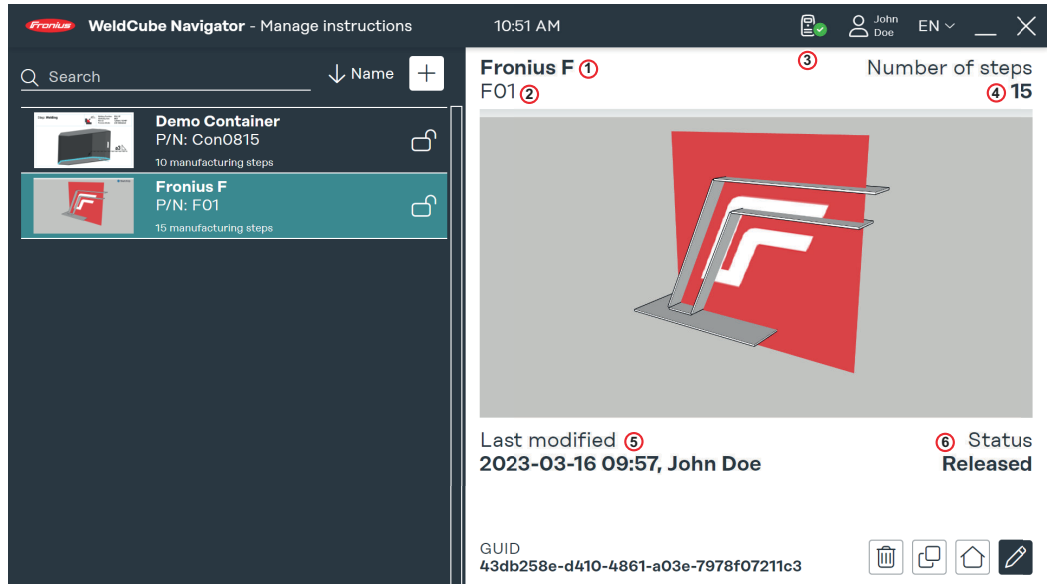 Fronius WeldCube Navigator - Manage instructions 10:51 AM John Doe EN
Search Name
Demo Container
P/N: Con0815
10 manufacturing steps
Fronius F
P/N: F01
15 manufacturing steps
3
Fronius F 1 Number of steps
F01 2 4 15
Last modified 5 6 Status
2023-03-16 09:57, John Doe Released
GUID
43db258e-d410-4861-a03e-7978f07211c3